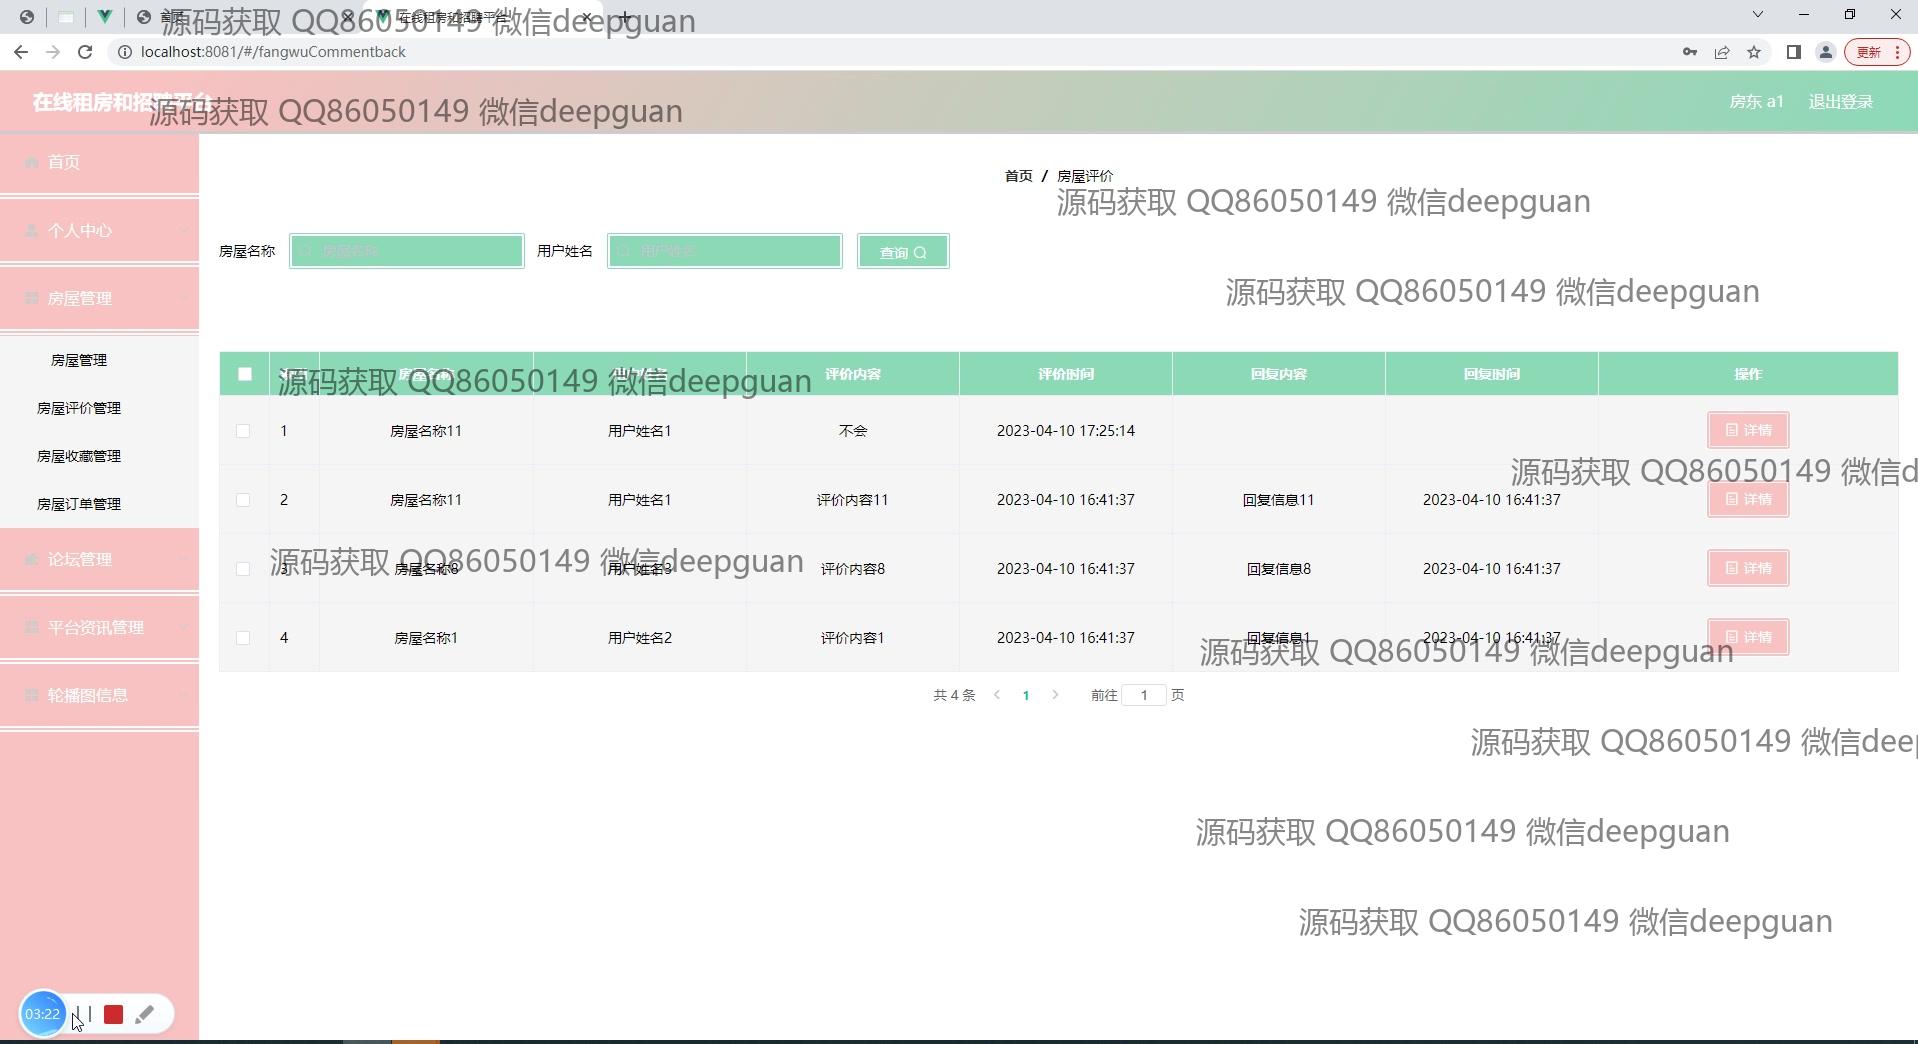 首页
在线租房和招聘平台
源码获取 QQ86050149 微信deepguan
localhost:8081/#/fangwuCommentback
更新
在线租房和招聘平台
源码获取 QQ86050149 微信deepguan
房东 a1
退出登录
首页
个人中心
房屋管理
房屋管理
房屋评价管理
房屋收藏管理
房屋订单管理
论坛管理
平台资讯管理
轮播图信息
首页 / 房屋评价
源码获取 QQ86050149 微信deepguan
房屋名称 房屋名称 用户姓名 用户姓名 查询
源码获取 QQ86050149 微信deepguan
房屋名称 评价内容 评价时间 回复内容 回复时间 操作
源码获取 QQ86050149 微信deepguan
1 房屋名称11 用户姓名1 不会 2023-04-10 17:25:14 详情
源码获取 QQ86050149 微信d
2 房屋名称11 用户姓名1 评价内容11 2023-04-10 16:41:37 回复信息11 2023-04-10 16:41:37 详情
源码获取 QQ86050149 微信deepguan
3 房屋名称8 用户姓名3 评价内容8 2023-04-10 16:41:37 回复信息8 2023-04-10 16:41:37 详情
4 房屋名称1 用户姓名2 评价内容1 2023-04-10 16:41:37 回复信息1 2023-04-10 16:41:37 详情
源码获取 QQ86050149 微信deepguan
共 4 条 1 前往 1 页
源码获取 QQ86050149 微信deep
源码获取 QQ86050149 微信deepguan
源码获取 QQ86050149 微信deepguan
03:22